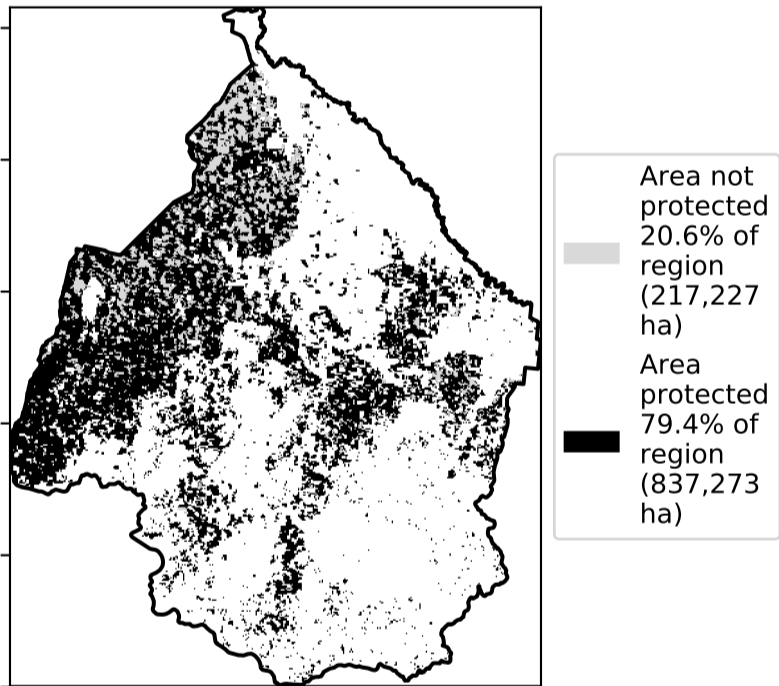 Area not
protected
20.6% of
region
(217,227
ha)
Area
protected
79.4% of
region
(837,273
ha)